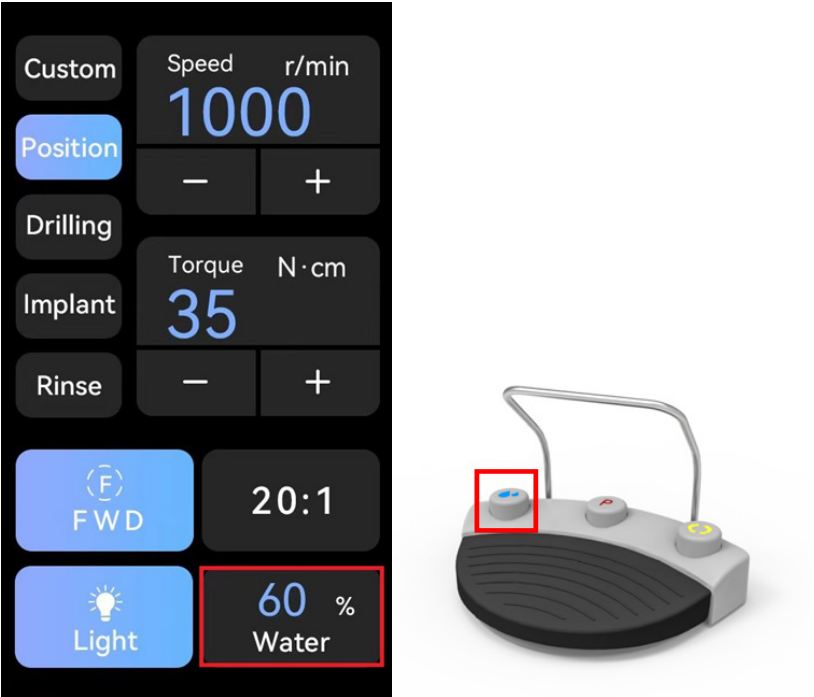 Custom
Speed r/min
1000
Position
− +
Drilling
Torque N·cm
Implant
35
Rinse
− +
(F)
FWD
20:1
60 %
Light
Water
P